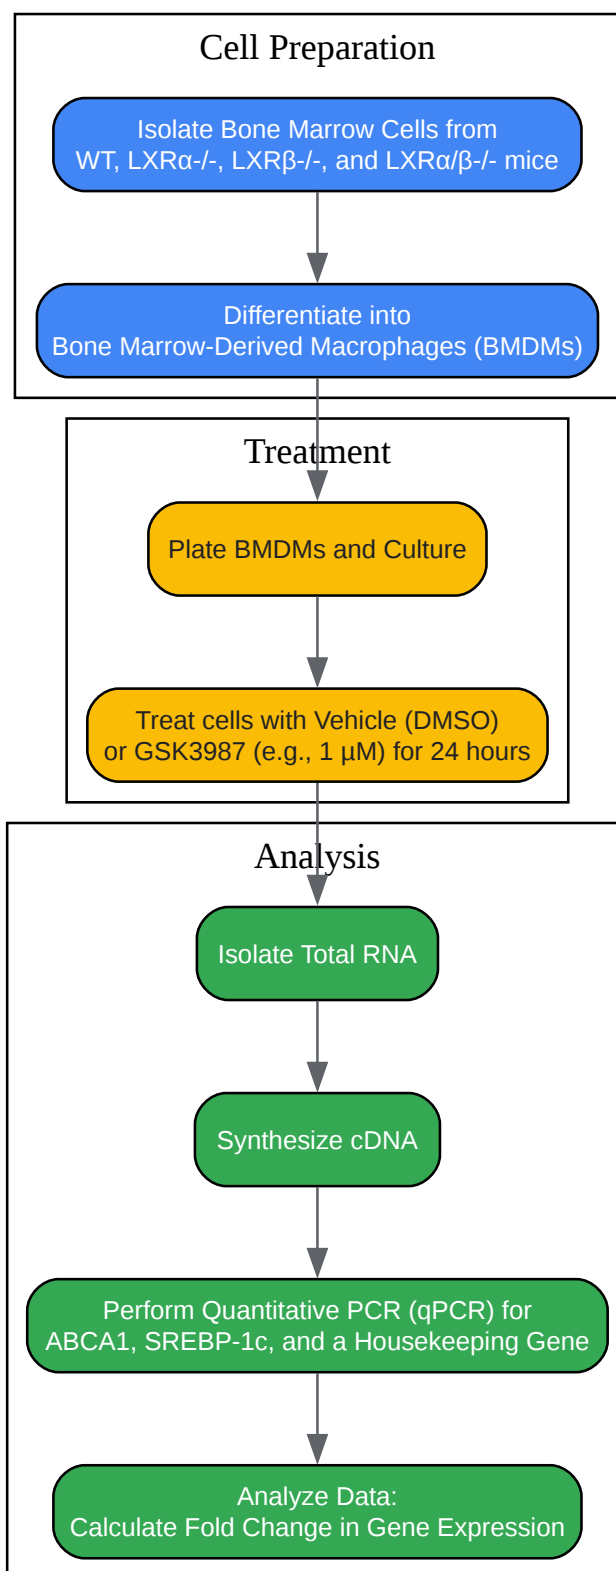 Cell Preparation
Isolate Bone Marrow Cells from
WT, LXRα-/-, LXRβ-/-, and LXRα/β-/- mice
Differentiate into
Bone Marrow-Derived Macrophages (BMDMs)
Treatment
Plate BMDMs and Culture
Treat cells with Vehicle (DMSO)
or GSK3987 (e.g., 1 µM) for 24 hours
Analysis
Isolate Total RNA
Synthesize cDNA
Perform Quantitative PCR (qPCR) for
ABCA1, SREBP-1c, and a Housekeeping Gene
Analyze Data:
Calculate Fold Change in Gene Expression